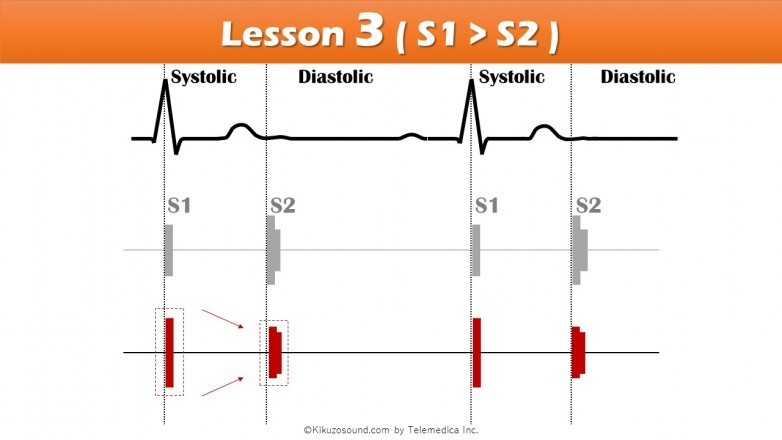 Lesson 3 ( S1 > S2 )
Systolic Diastolic Systolic Diastolic
S1 S2 S1 S2
©Kikuzosound.com by Telemedica Inc.